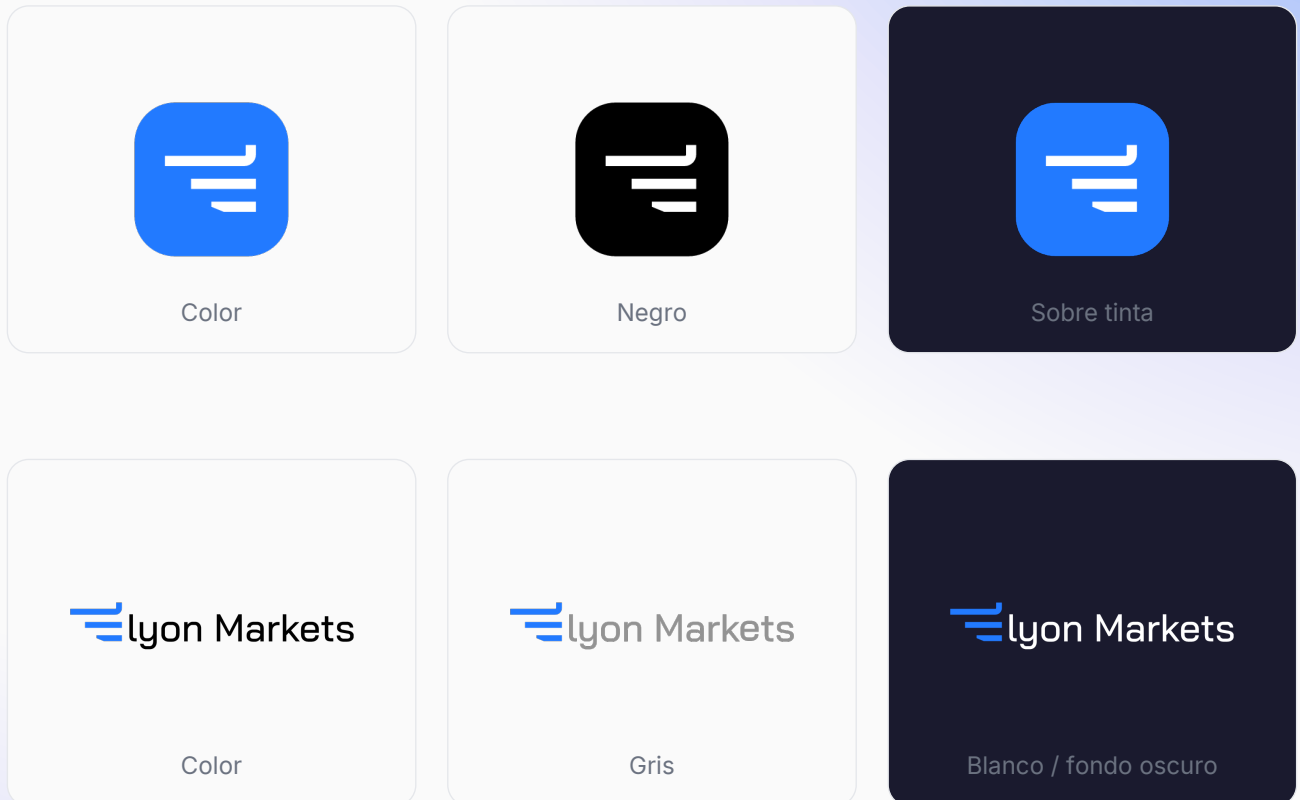 Color
Negro
Sobre tinta
lyon Markets
lyon Markets
lyon Markets
Color
Gris
Blanco / fondo oscuro